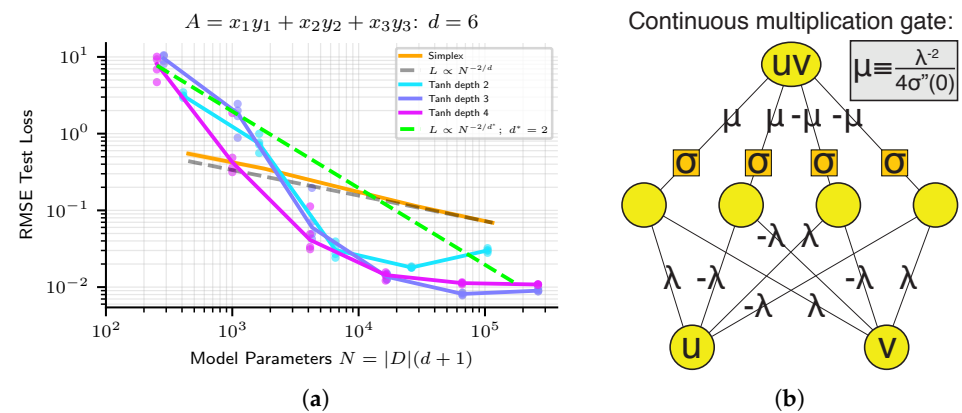 A = x₁y₁ + x₂y₂ + x₃y₃: d = 6
RMSE Test Loss
10¹
10⁰
10⁻¹
10⁻²
Simplex
L ∝ N^{-2/d}
Tanh depth 2
Tanh depth 3
Tanh depth 4
L ∝ N^{-2/d*}; d* = 2
10²
10³
10⁴
10⁵
Model Parameters N = |D|(d + 1)
(a)
Continuous multiplication gate:
uv
μ≡ λ⁻² / 4σ"(0)
μ μ -μ -μ
σ σ σ σ
-λ λ
λ -λ -λ λ
-λ λ
u v
(b)